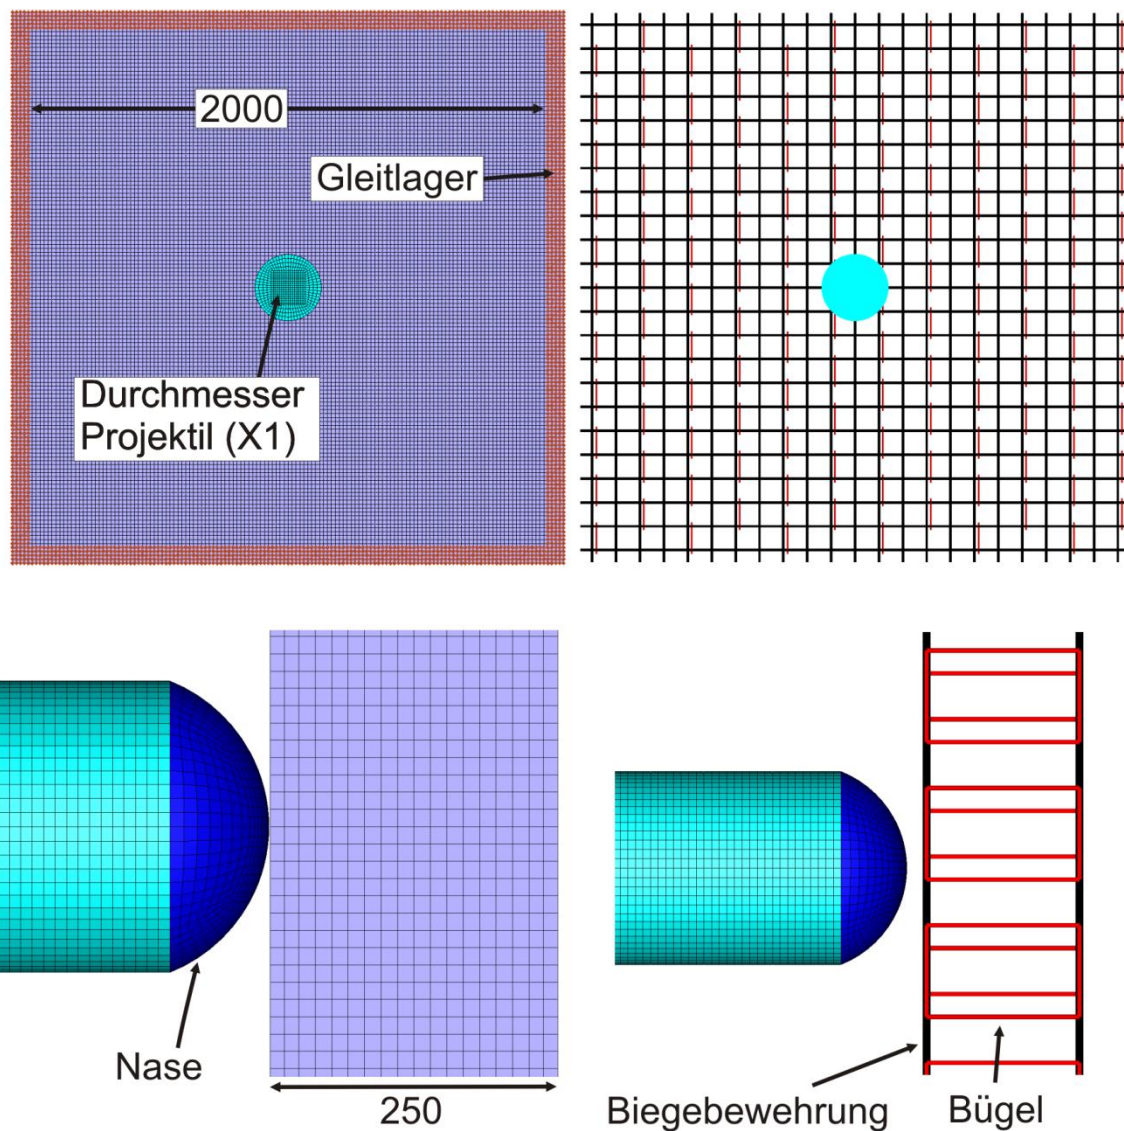 2000
Gleitlager
Durchmesser
Projektil (X1)
Nase
250
Biegebewehrung
Bügel